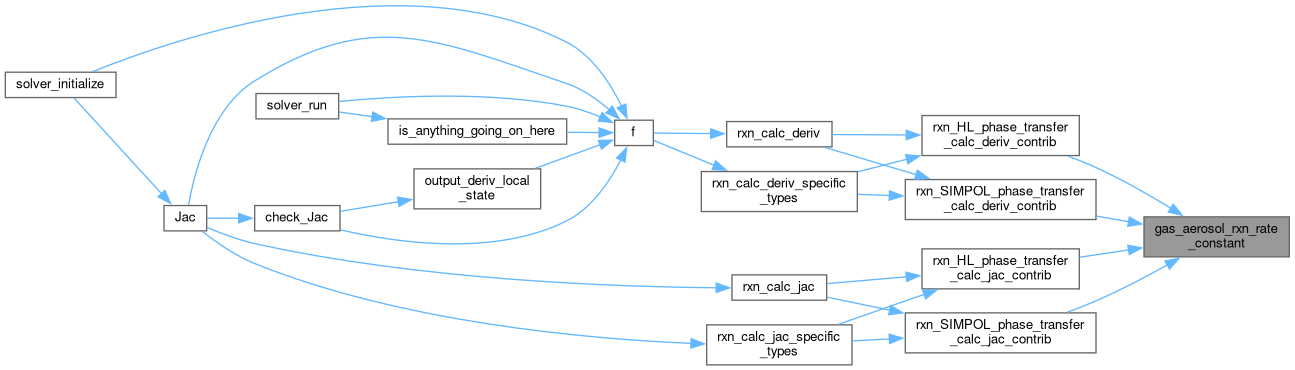 solver_initialize
solver_run
is_anything_going_on_here
f
rxn_calc_deriv
rxn_HL_phase_transfer
_calc_deriv_contrib
output_deriv_local
_state
rxn_calc_deriv_specific
_types
rxn_SIMPOL_phase_transfer
_calc_deriv_contrib
Jac
check_Jac
gas_aerosol_rxn_rate
_constant
rxn_calc_jac
rxn_HL_phase_transfer
_calc_jac_contrib
rxn_calc_jac_specific
_types
rxn_SIMPOL_phase_transfer
_calc_jac_contrib